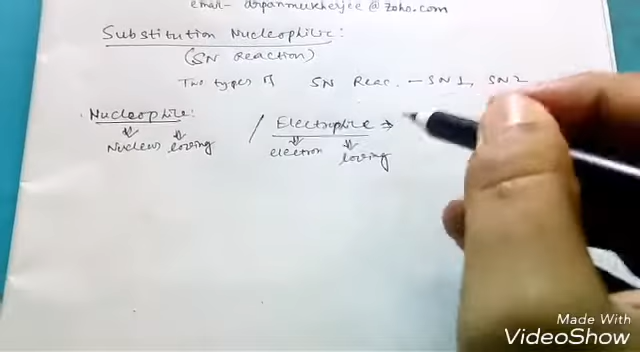 email- arpanmukherjee@zoho.com
Substitution Nucleophilic:
(SN Reaction)
Two types of SN Reac. - SN1, SN2
Nucleophile: / Electrophile →
Nucleus loving electron loving
Made With
VideoShow